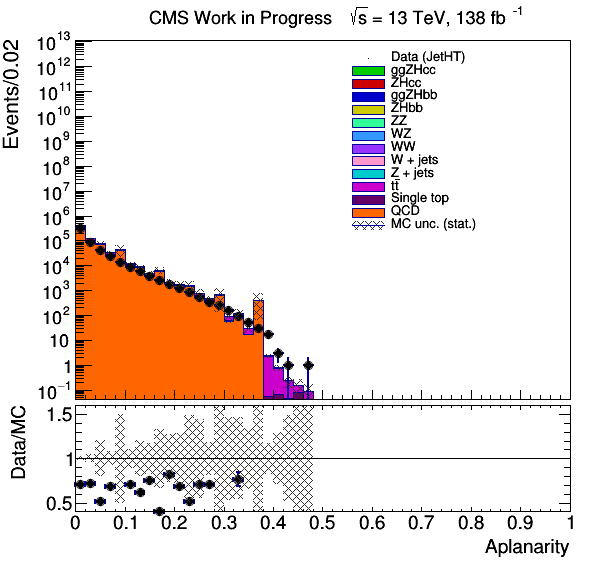 CMS Work in Progress √s = 13 TeV, 138 fb⁻¹
Events/0.02
10¹³
10¹²
10¹¹
10¹⁰
10⁹
10⁸
10⁷
10⁶
10⁵
10⁴
10³
10²
10
1
10⁻¹
Data (JetHT)
ggZHcc
ZHcc
ggZHbb
ZHbb
ZZ
WZ
WW
W + jets
Z + jets
tt̄
Single top
QCD
MC unc. (stat.)
Data/MC
1.5
1
0.5
0 0.1 0.2 0.3 0.4 0.5 0.6 0.7 0.8 0.9 1
Aplanarity